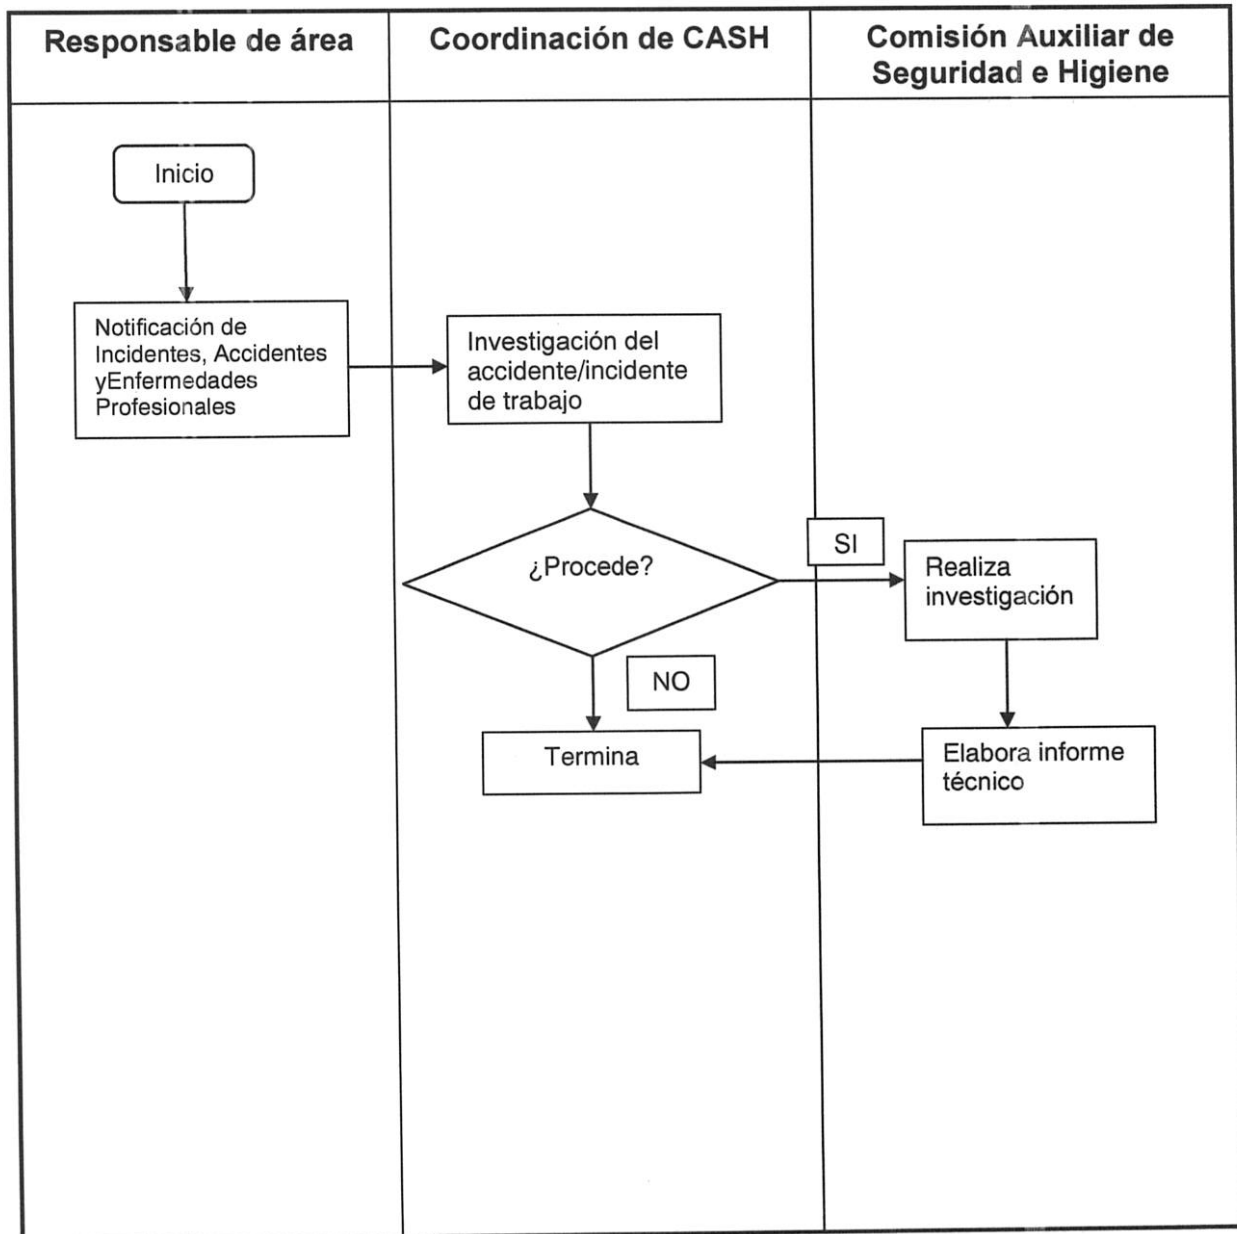 Responsable de área
Coordinación de CASH
Comisión Auxiliar de
Seguridad e Higiene
Inicio
Notificación de
Incidentes, Accidentes
yEnfermedades
Profesionales
Investigación del
accidente/incidente
de trabajo
¿Procede?
SI
Realiza
investigación
NO
Termina
Elabora informe
técnico